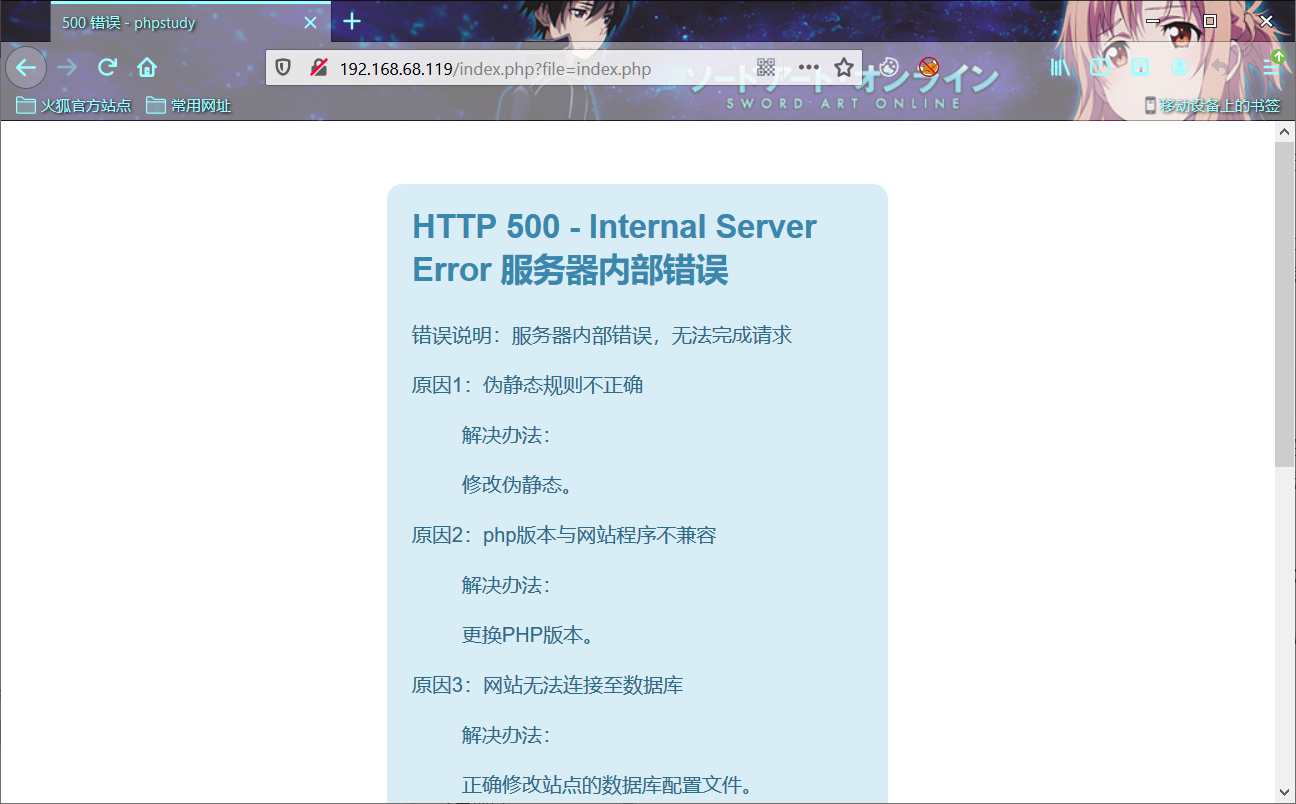 500 错误 - phpstudy
192.168.68.119/index.php?file=index.php
ソードアート・オンライン
SWORD ART ONLINE
火狐官方站点 常用网址
移动设备上的书签
HTTP 500 - Internal Server
Error 服务器内部错误
错误说明：服务器内部错误，无法完成请求
原因1：伪静态规则不正确
解决办法：
修改伪静态。
原因2：php版本与网站程序不兼容
解决办法：
更换PHP版本。
原因3：网站无法连接至数据库
解决办法：
正确修改站点的数据库配置文件。